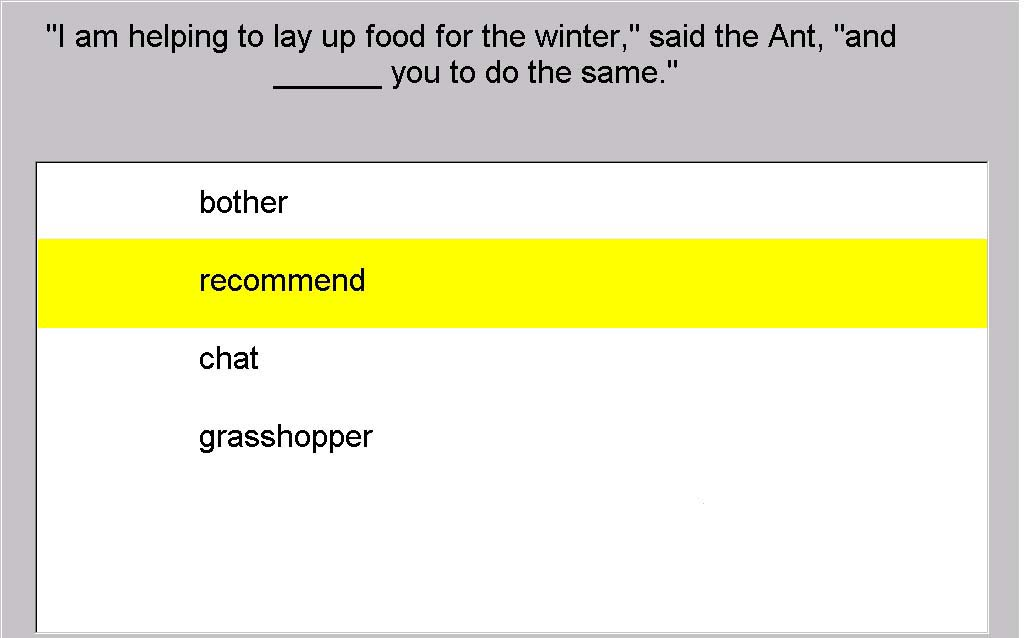 "I am helping to lay up food for the winter," said the Ant, "and
______ you to do the same."
bother
recommend
chat
grasshopper